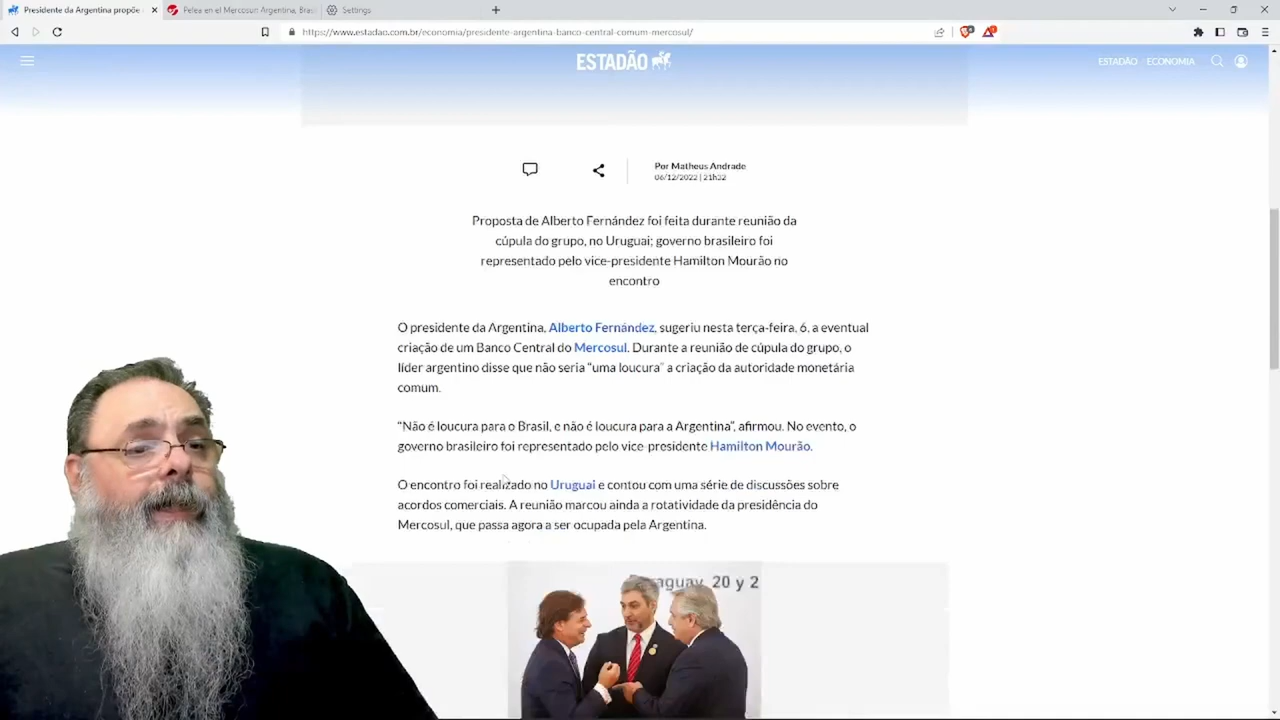 Presidente da Argentina propõe
Pelea en el Mercosur: Argentina, Brasi
Settings
https://www.estadao.com.br/economia/presidente-argentina-banco-central-comum-mercosul/
ESTADÃO
ESTADÃO ECONOMIA
Por Matheus Andrade
06/12/2022 | 21h32
Proposta de Alberto Fernández foi feita durante reunião da
cúpula do grupo, no Uruguai; governo brasileiro foi
representado pelo vice-presidente Hamilton Mourão no
encontro
O presidente da Argentina, Alberto Fernández, sugeriu nesta terça-feira, 6, a eventual
criação de um Banco Central do Mercosul. Durante a reunião de cúpula do grupo, o
líder argentino disse que não seria “uma loucura” a criação da autoridade monetária
comum.
“Não é loucura para o Brasil, e não é loucura para a Argentina”, afirmou. No evento, o
governo brasileiro foi representado pelo vice-presidente Hamilton Mourão.
O encontro foi realizado no Uruguai e contou com uma série de discussões sobre
acordos comerciais. A reunião marcou ainda a rotatividade da presidência do
Mercosul, que passa agora a ser ocupada pela Argentina.
20 y 2